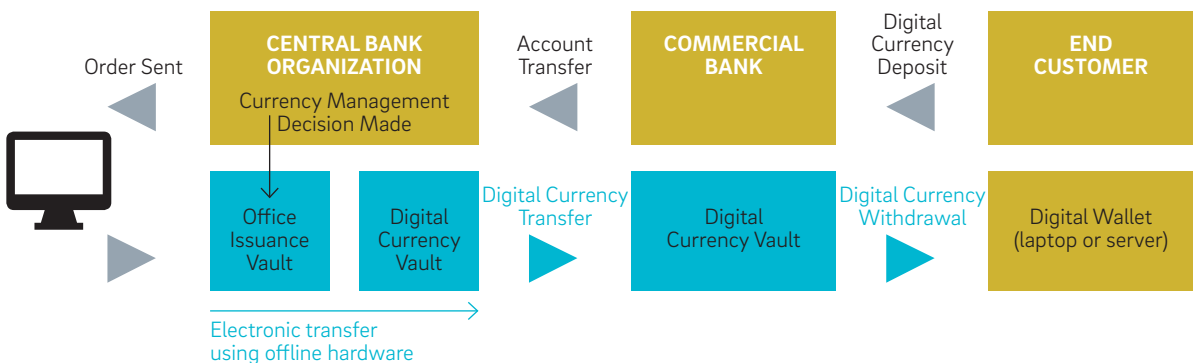 Order Sent
CENTRAL BANK
ORGANIZATION
Currency Management
Decision Made
Account
Transfer
COMMERCIAL
BANK
Digital
Currency
Deposit
END
CUSTOMER
Office
Issuance
Vault
Digital
Currency
Vault
Digital Currency
Transfer
Digital
Currency Vault
Digital Currency
Withdrawal
Digital Wallet
(laptop or server)
Electronic transfer
using offline hardware